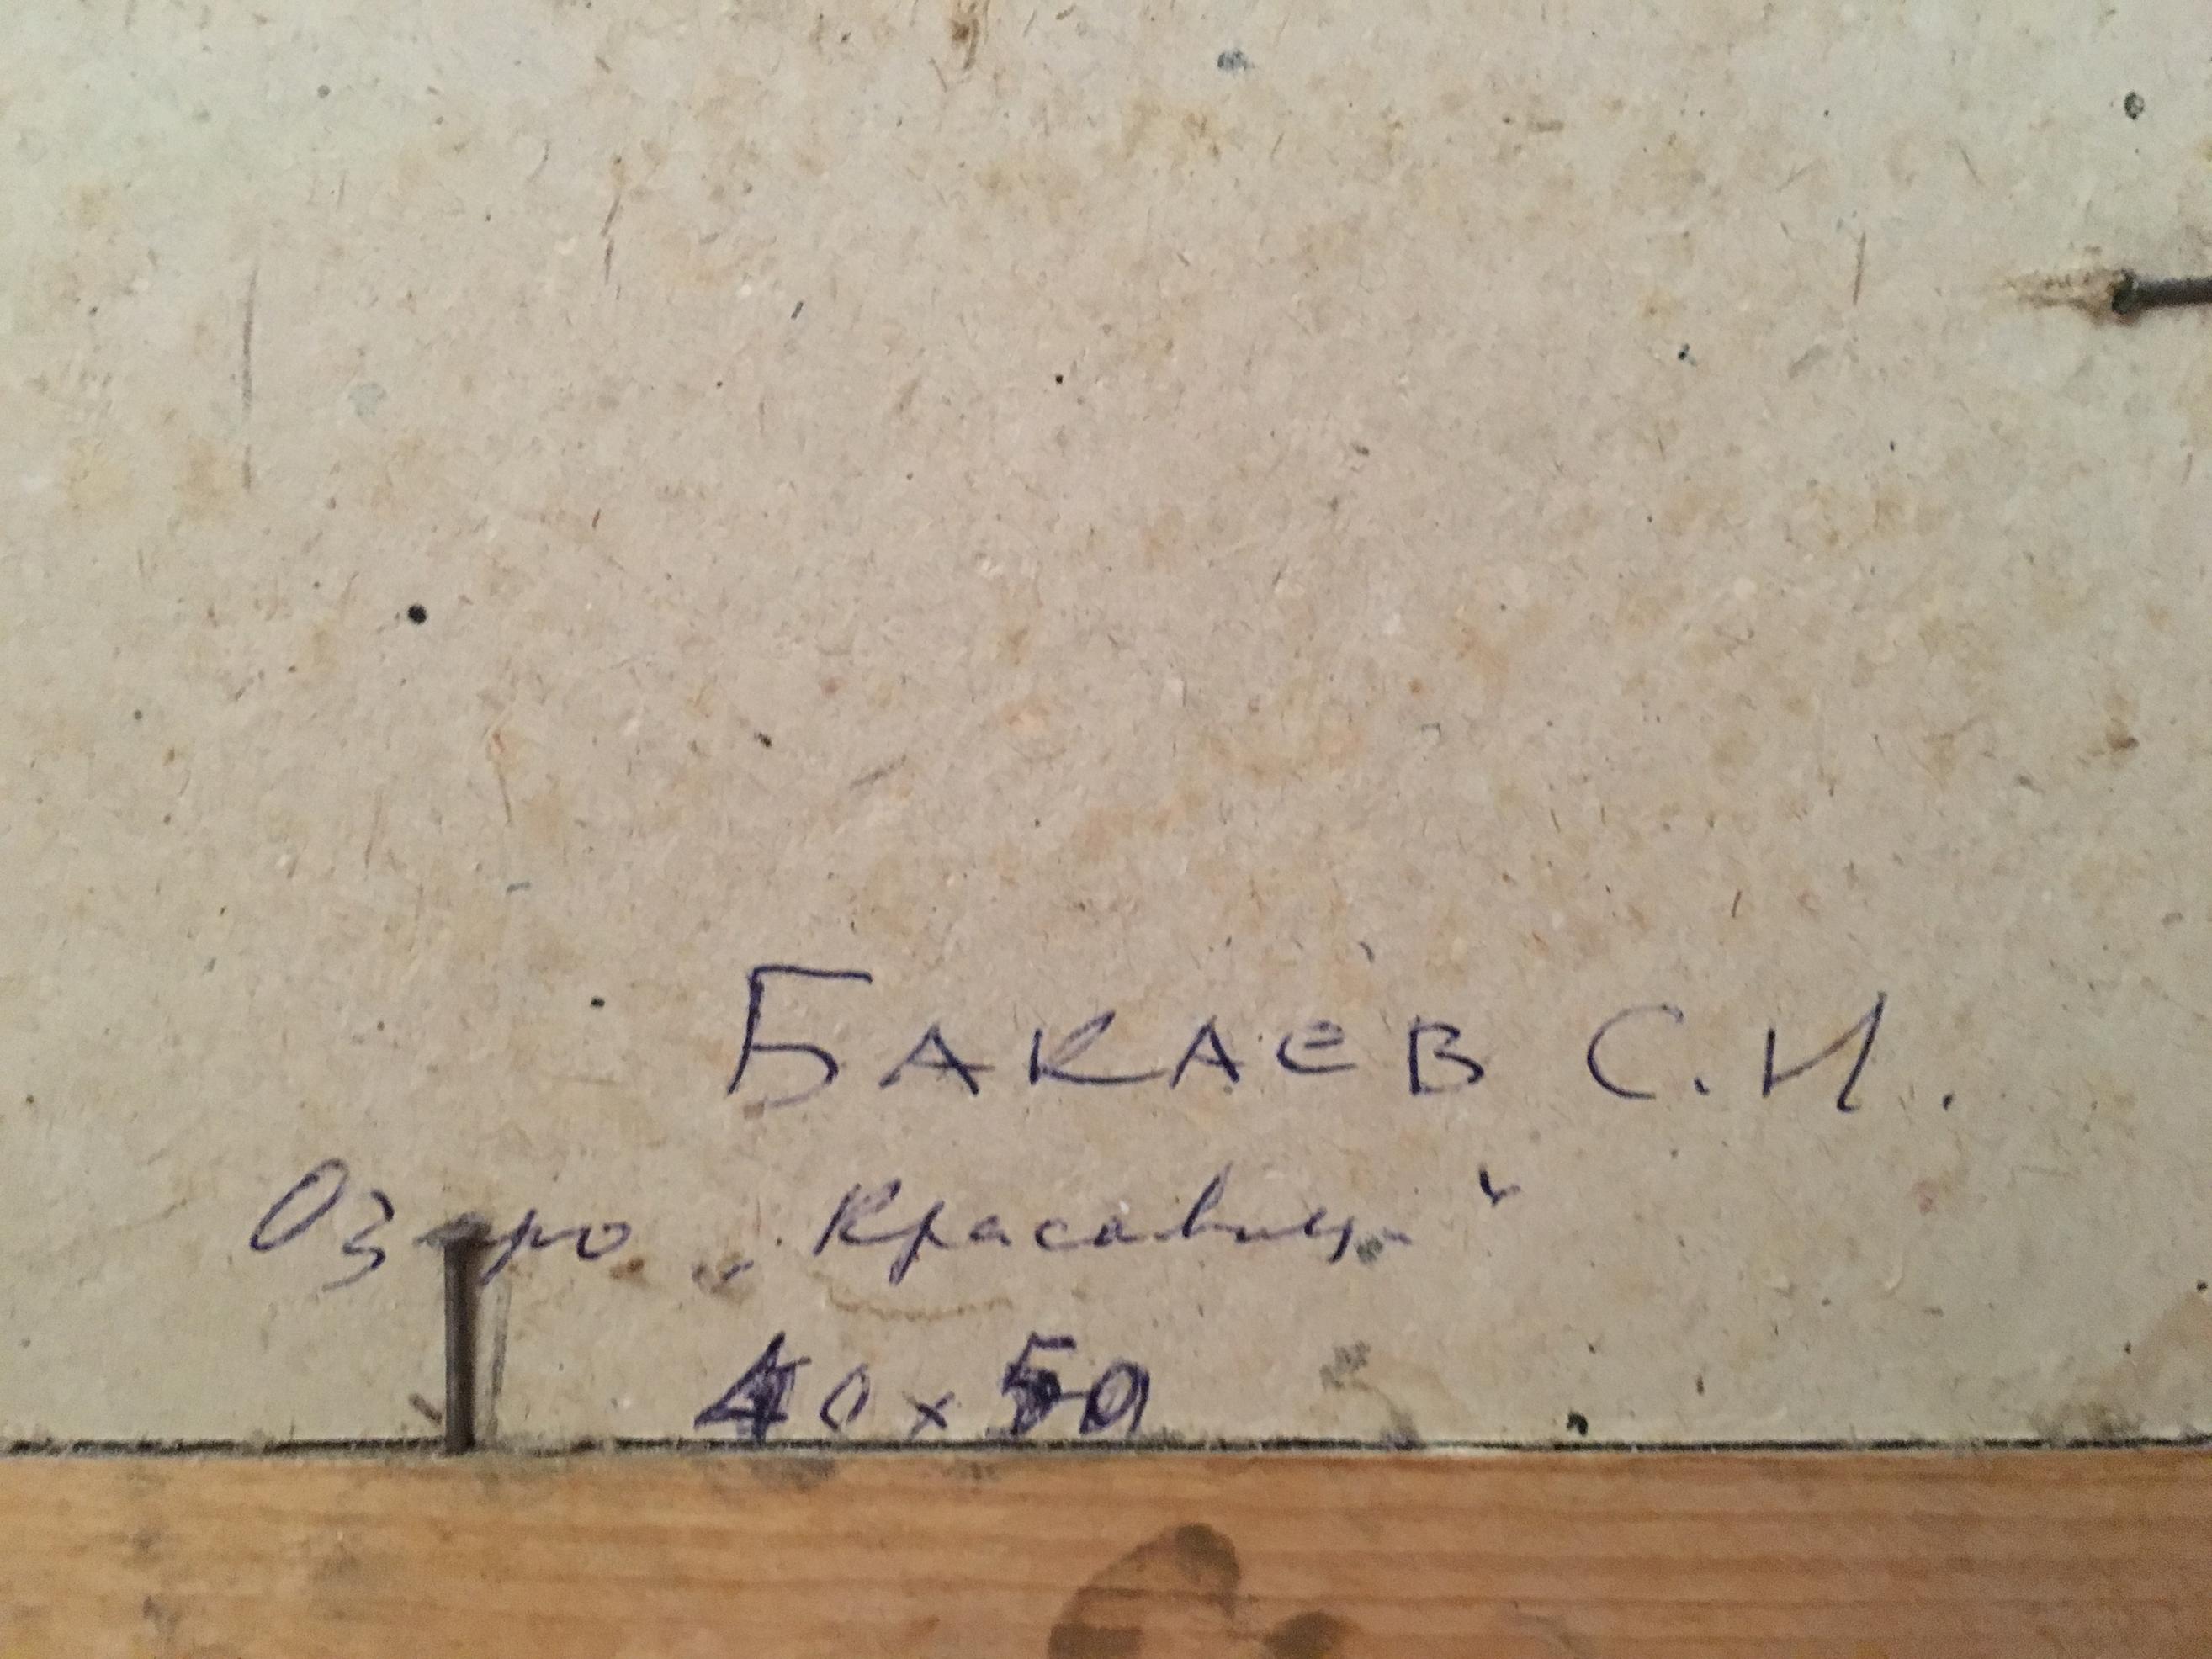 БАКАЕВ С.И.
Озеро „Красавица“
40 x 50